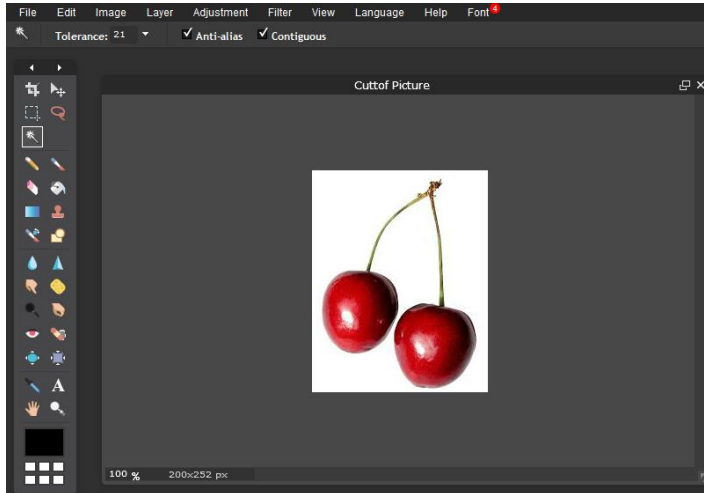 File Edit Image Layer Adjustment Filter View Language Help Font 4
Tolerance: 21 Anti-alias Contiguous
Cuttof Picture
A
100 % 200x252 px